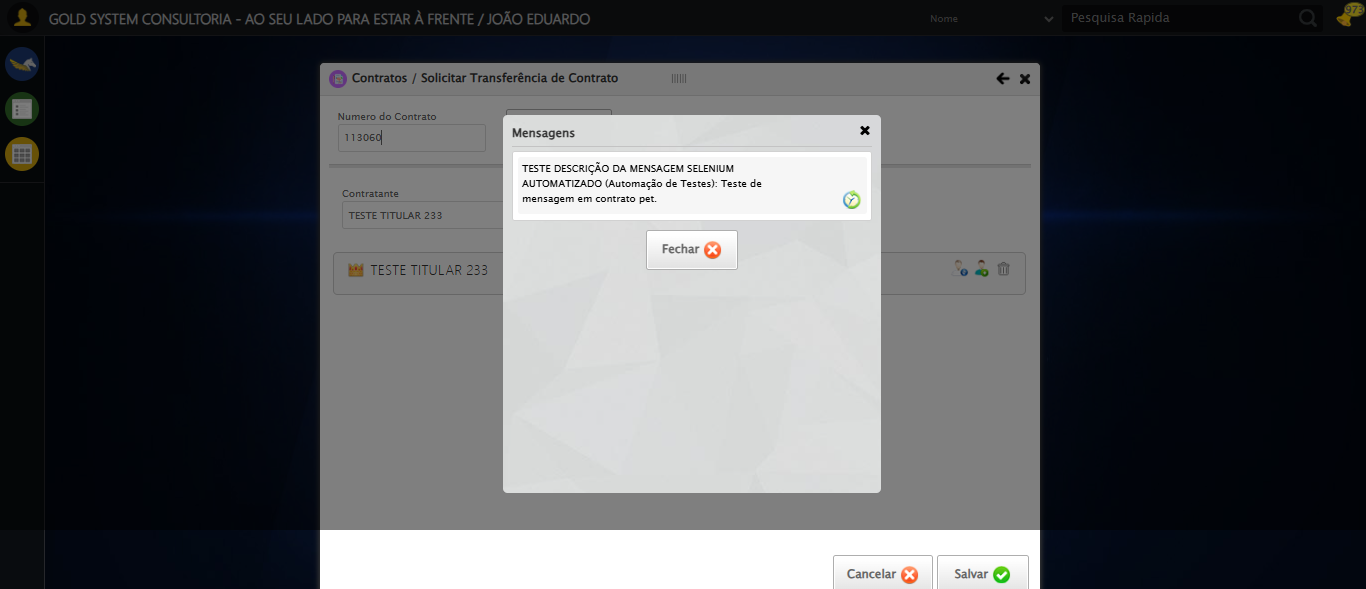 GOLD SYSTEM CONSULTORIA - AO SEU LADO PARA ESTAR À FRENTE / JOÃO EDUARDO
Nome
Pesquisa Rapida
973
Contratos / Solicitar Transferência de Contrato
Numero do Contrato
113060
Mensagens
TESTE DESCRIÇÃO DA MENSAGEM SELENIUM
AUTOMATIZADO (Automação de Testes): Teste de
mensagem em contrato pet.
Fechar
Contratante
TESTE TITULAR 233
TESTE TITULAR 233
Cancelar
Salvar